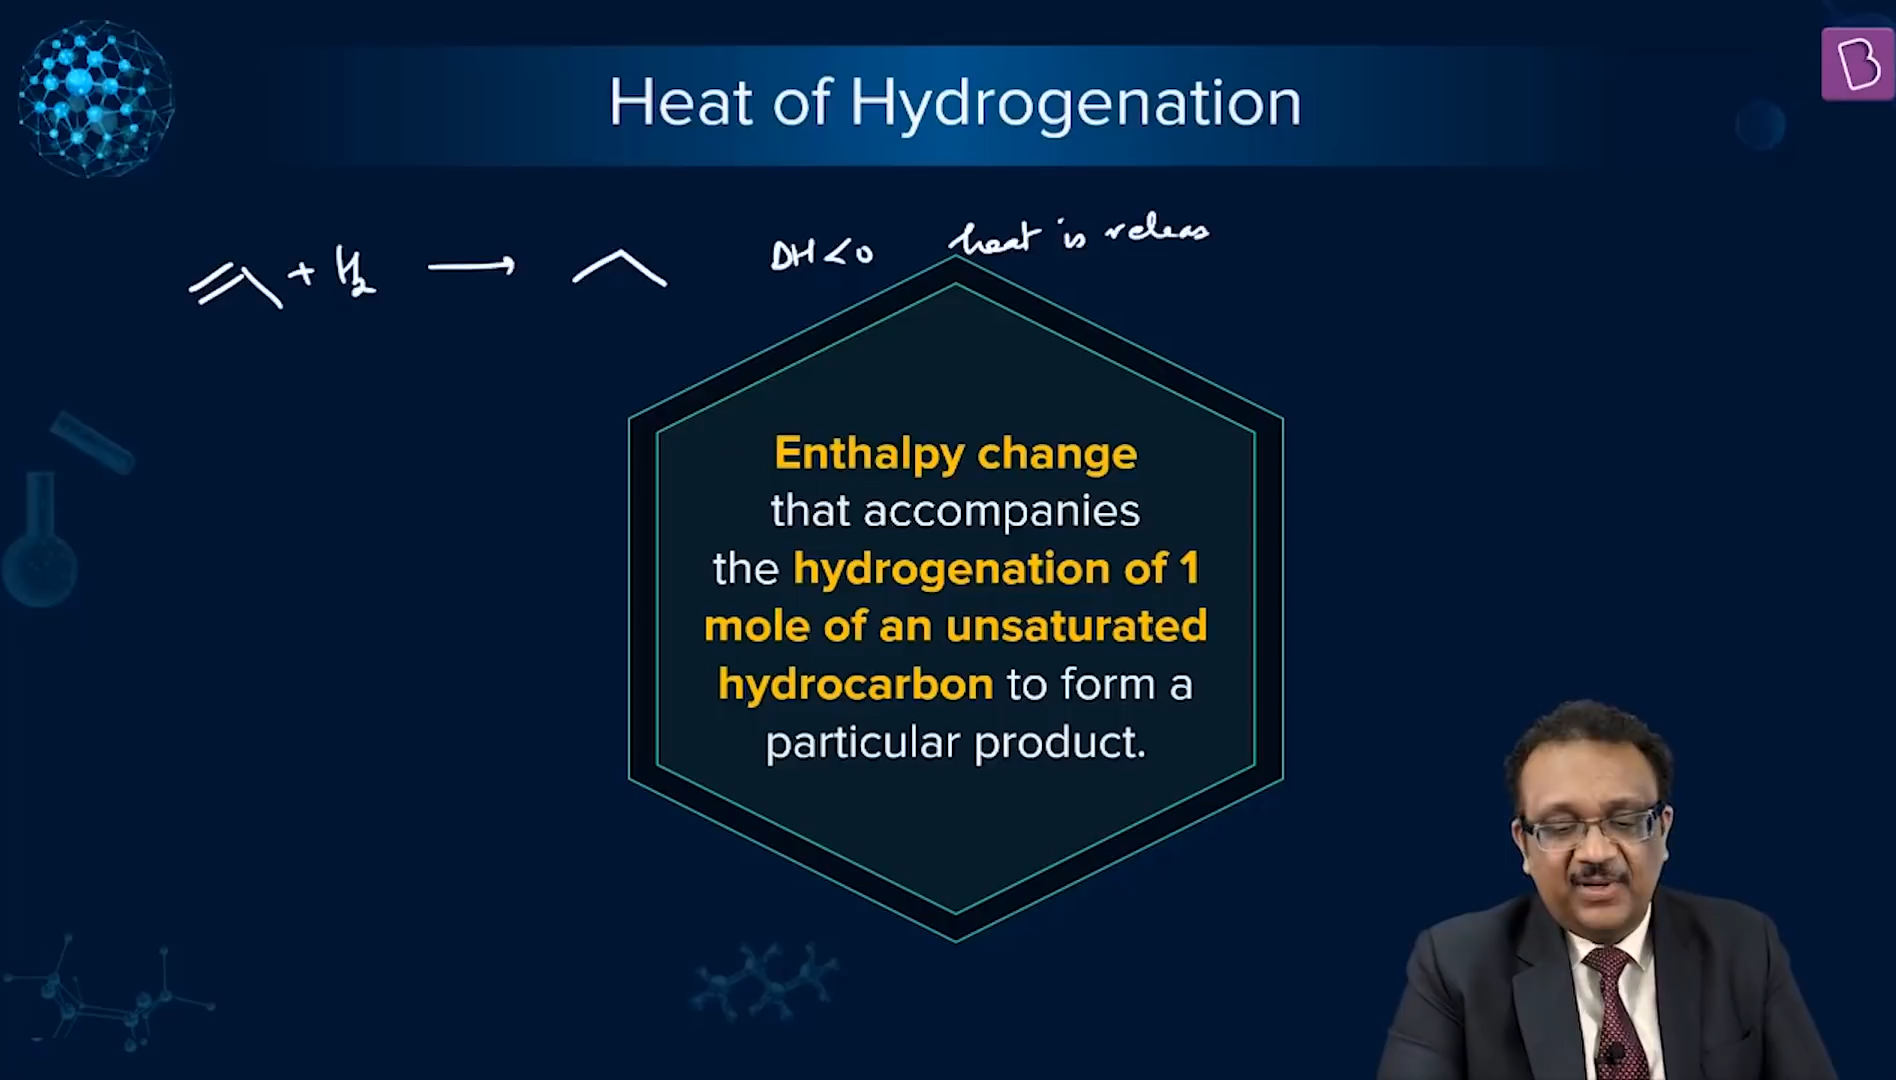 Heat of Hydrogenation
+ H₂ → DH<0 heat is releas
Enthalpy change
that accompanies
the hydrogenation of 1
mole of an unsaturated
hydrocarbon to form a
particular product.
B